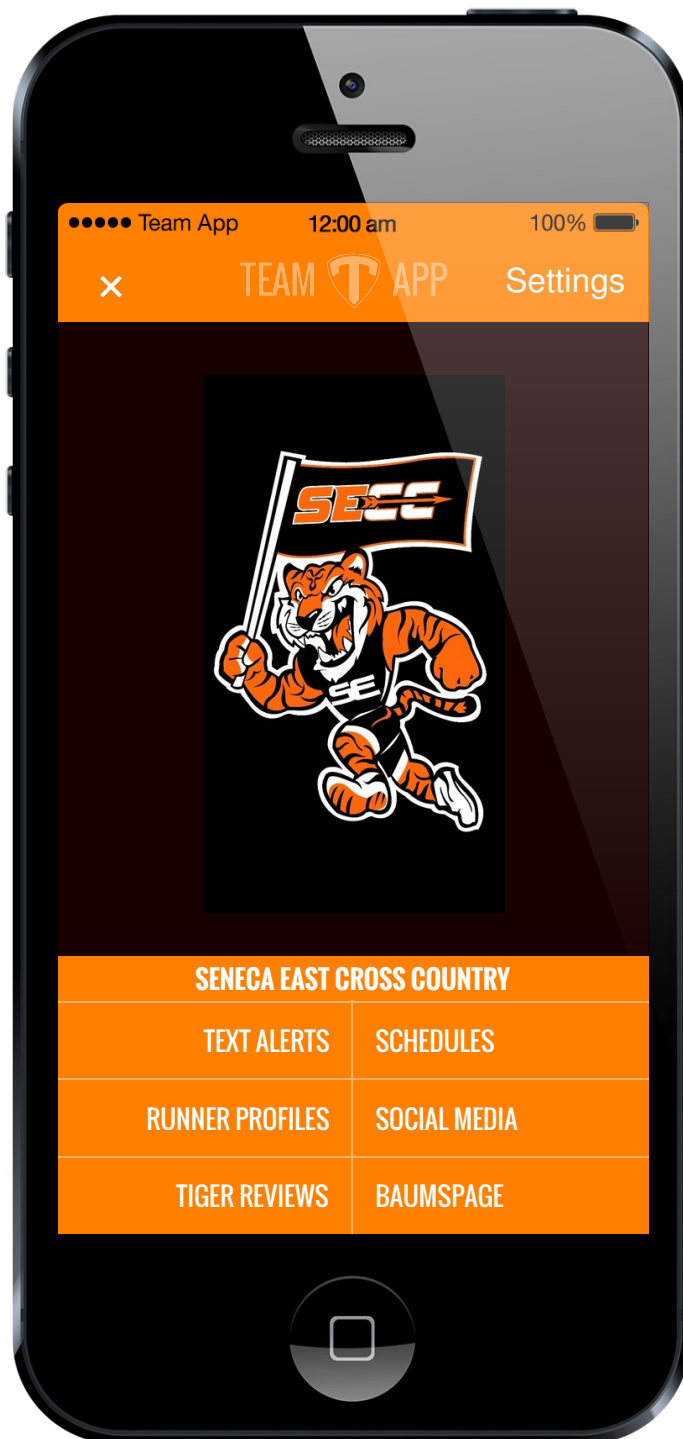 Team App 12:00 am 100%
× TEAM T APP Settings
SECC
SE
SENECA EAST CROSS COUNTRY
TEXT ALERTS SCHEDULES
RUNNER PROFILES SOCIAL MEDIA
TIGER REVIEWS BAUMSPAGE